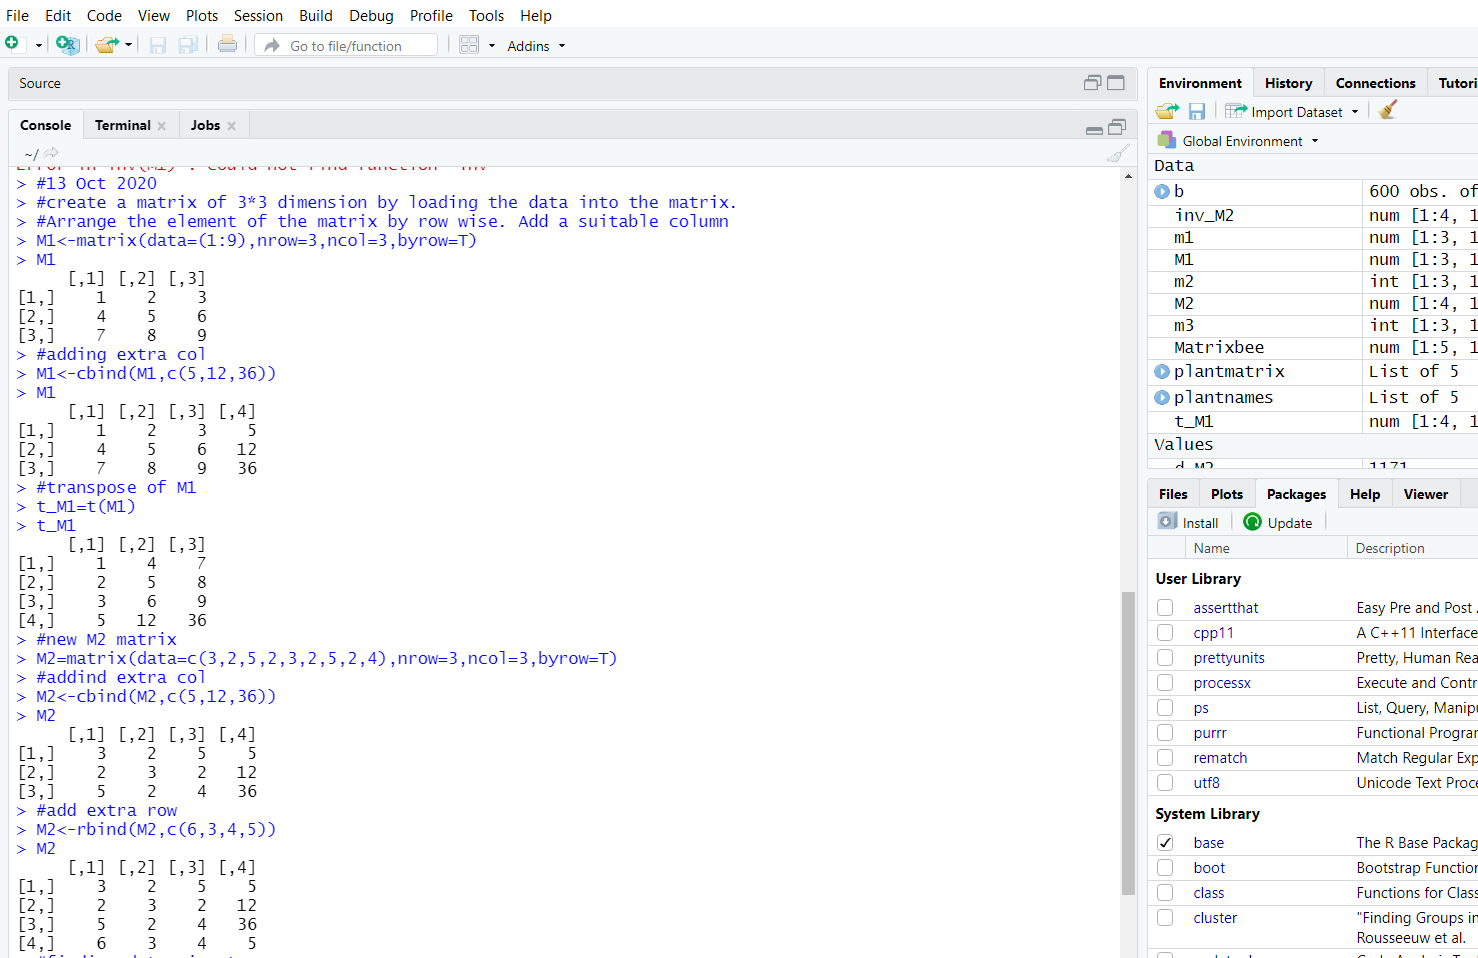 File Edit Code View Plots Session Build Debug Profile Tools Help
Go to file/function Addins
Source
Console Terminal Jobs
~/
> #13 Oct 2020
> #create a matrix of 3*3 dimension by loading the data into the matrix.
> #Arrange the element of the matrix by row wise. Add a suitable column
> M1<-matrix(data=(1:9),nrow=3,ncol=3,byrow=T)
> M1
     [,1] [,2] [,3]
[1,]    1    2    3
[2,]    4    5    6
[3,]    7    8    9
> #adding extra col
> M1<-cbind(M1,c(5,12,36))
> M1
     [,1] [,2] [,3] [,4]
[1,]    1    2    3    5
[2,]    4    5    6   12
[3,]    7    8    9   36
> #transpose of M1
> t_M1=t(M1)
> t_M1
     [,1] [,2] [,3]
[1,]    1    4    7
[2,]    2    5    8
[3,]    3    6    9
[4,]    5   12   36
> #new M2 matrix
> M2=matrix(data=c(3,2,5,2,3,2,5,2,4),nrow=3,ncol=3,byrow=T)
> #addind extra col
> M2<-cbind(M2,c(5,12,36))
> M2
     [,1] [,2] [,3] [,4]
[1,]    3    2    5    5
[2,]    2    3    2   12
[3,]    5    2    4   36
> #add extra row
> M2<-rbind(M2,c(6,3,4,5))
> M2
     [,1] [,2] [,3] [,4]
[1,]    3    2    5    5
[2,]    2    3    2   12
[3,]    5    2    4   36
[4,]    6    3    4    5
Environment History Connections Tutori
Import Dataset
Global Environment
Data
b 600 obs. of
inv_M2 num [1:4, 1
m1 num [1:3, 1
M1 num [1:3, 1
m2 int [1:3, 1
M2 num [1:4, 1
m3 int [1:3, 1
Matrixbee num [1:5, 1
plantmatrix List of 5
plantnames List of 5
t_M1 num [1:4, 1
Values
d_M2 1171
Files Plots Packages Help Viewer
Install Update
Name Description
User Library
assertthat Easy Pre and Post
cpp11 A C++11 Interface
prettyunits Pretty, Human Rea
processx Execute and Contr
ps List, Query, Manipu
purrr Functional Program
rematch Match Regular Exp
utf8 Unicode Text Proce
System Library
base The R Base Packag
boot Bootstrap Function
class Functions for Class
cluster "Finding Groups in
Rousseeuw et al.